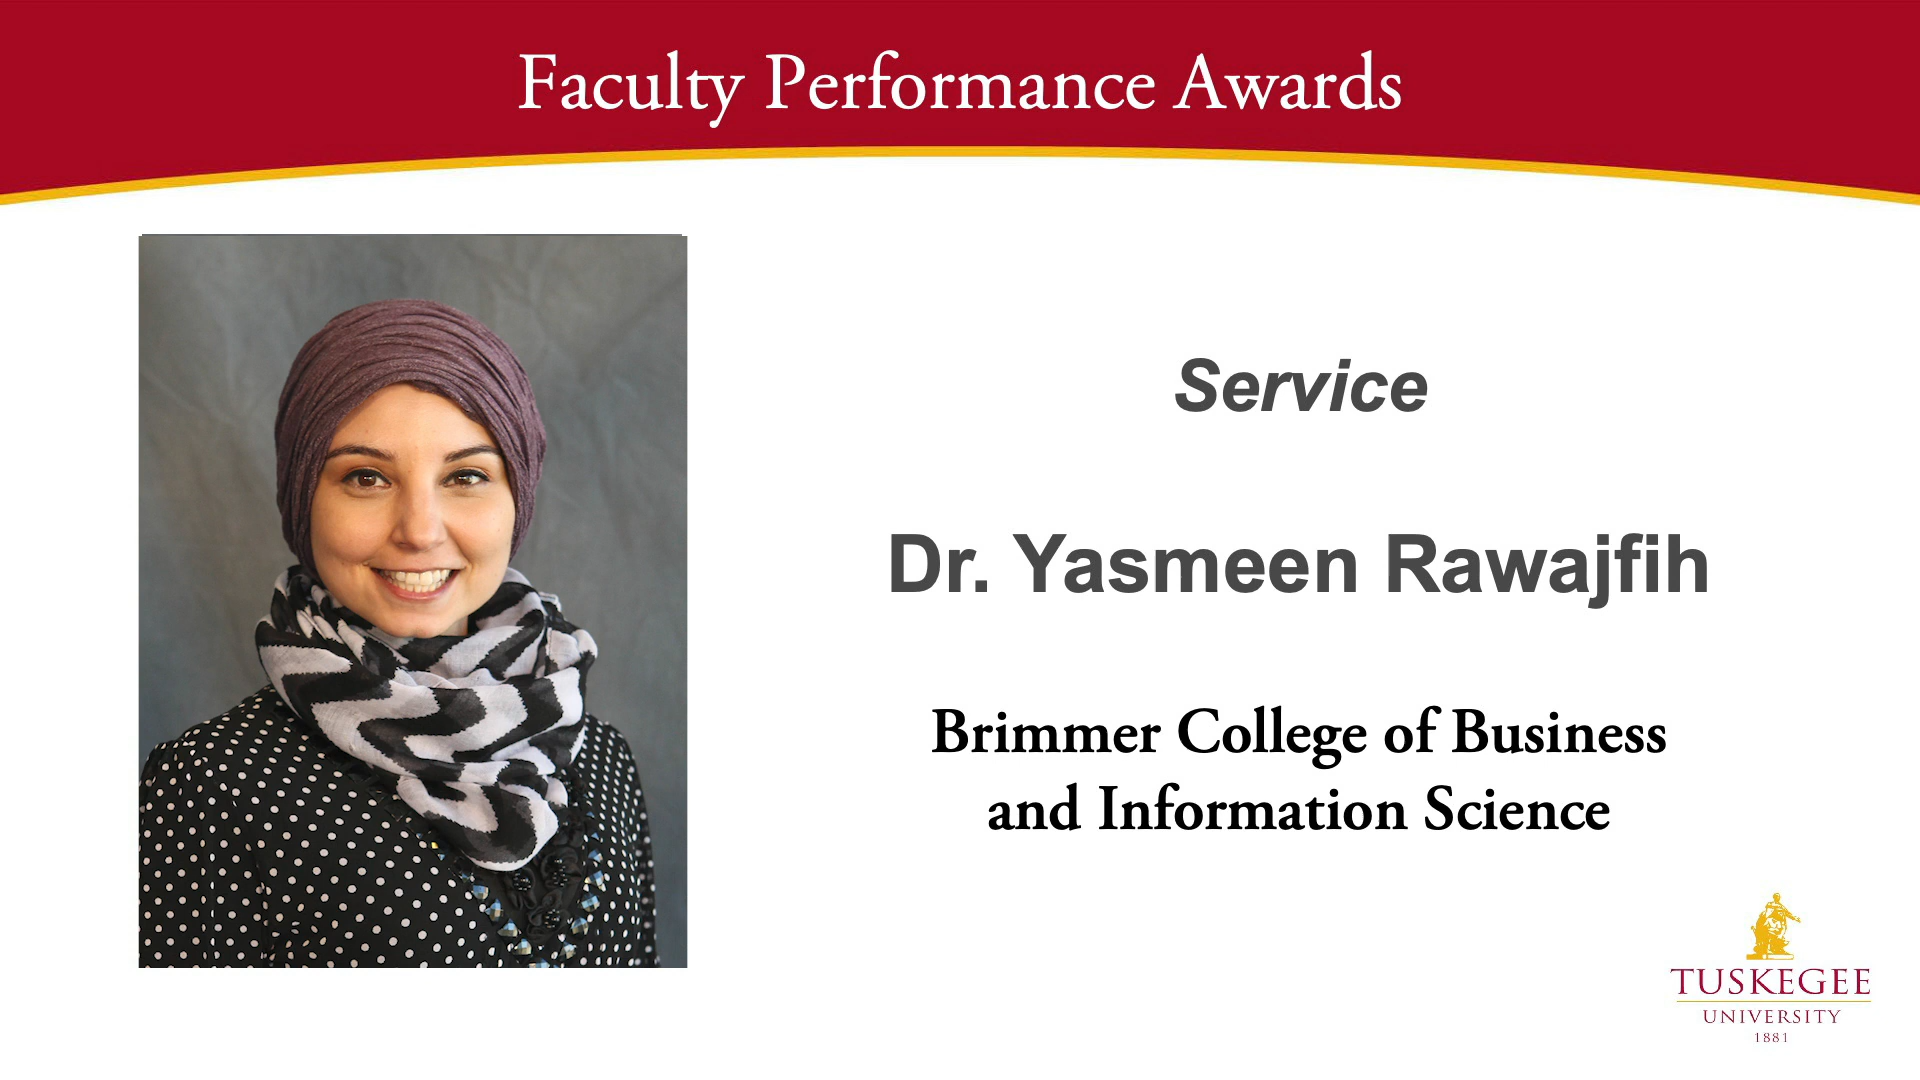 Faculty Performance Awards
Service
Dr. Yasmeen Rawajfih
Brimmer College of Business
and Information Science
TUSKEGEE
UNIVERSITY
1881